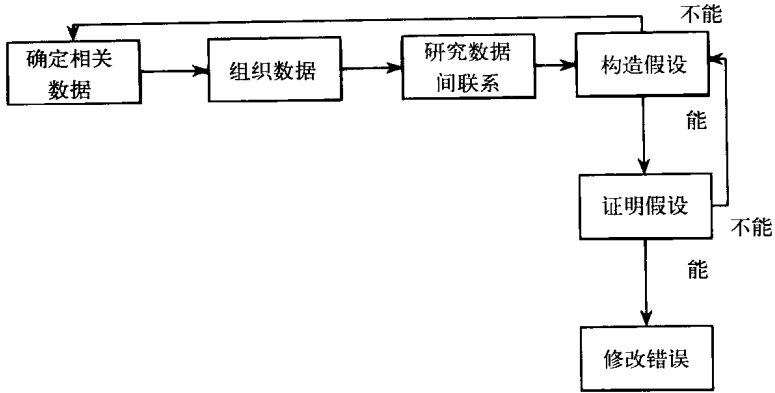 不能
确定相关
数据
组织数据
研究数据
间联系
构造假设
能
证明假设
不能
能
修改错误